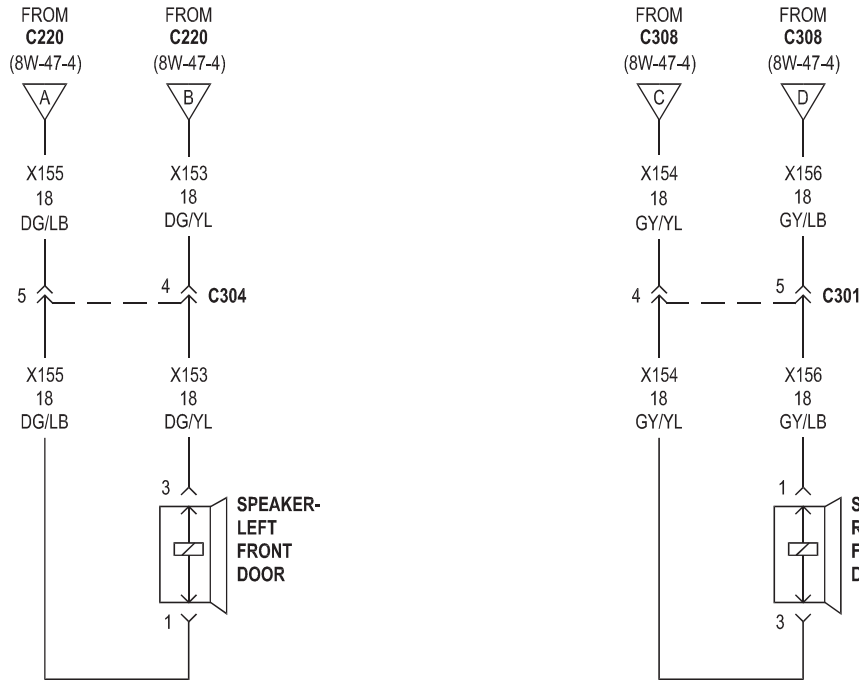 FROM
C220
(8W-47-4)
A
X155
18
DG/LB
5
X155
18
DG/LB
FROM
C220
(8W-47-4)
B
X153
18
DG/YL
4
C304
X153
18
DG/YL
3
SPEAKER-
LEFT
FRONT
DOOR
1
FROM
C308
(8W-47-4)
C
X154
18
GY/YL
4
X154
18
GY/YL
FROM
C308
(8W-47-4)
D
X156
18
GY/LB
5
C301
X156
18
GY/LB
1
3